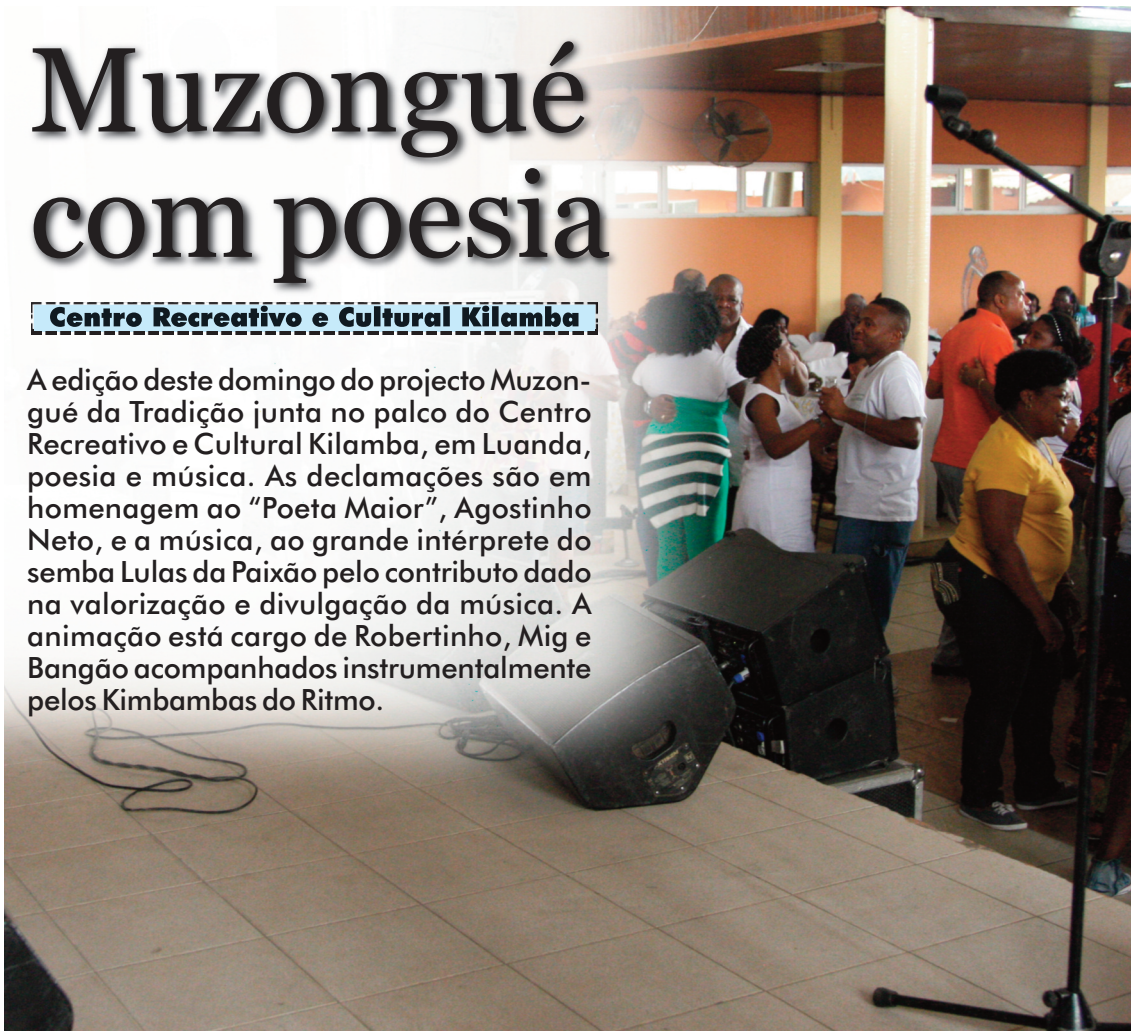 Muzongué
com poesia
Centro Recreativo e Cultural Kilamba
A edição deste domingo do projecto Muzon-
gué da Tradição junta no palco do Centro
Recreativo e Cultural Kilamba, em Luanda,
poesia e música. As declamações são em
homenagem ao “Poeta Maior”, Agostinho
Neto, e a música, ao grande intérprete do
semba Lulas da Paixão pelo contributo dado
na valorização e divulgação da música. A
animação está cargo de Robertinho, Mig e
Bangão acompanhados instrumentalmente
pelos Kimbambas do Ritmo.